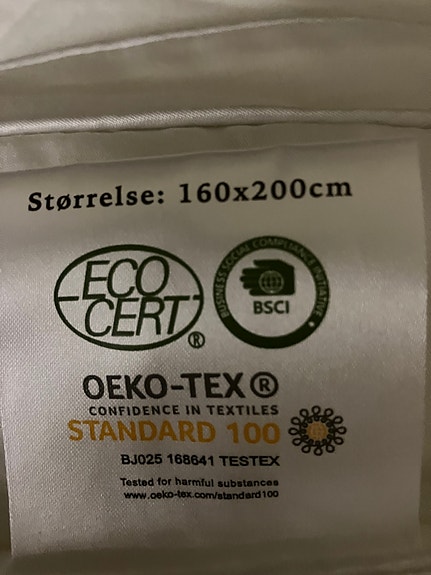 Størrelse: 160x200cm
ECO
CERT
®
BUSINESS SOCIAL COMPLIANCE INITIATIVE
BSCI
OEKO-TEX®
CONFIDENCE IN TEXTILES
STANDARD 100
BJ025 168641 TESTEX
Tested for harmful substances
www.oeko-tex.com/standard100